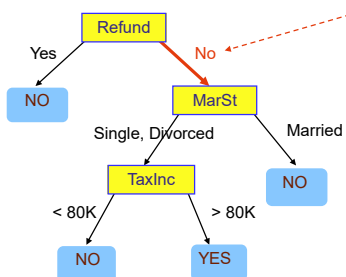 Refund
Yes
No
NO
MarSt
Single, Divorced
Married
TaxInc
NO
< 80K
> 80K
NO
YES